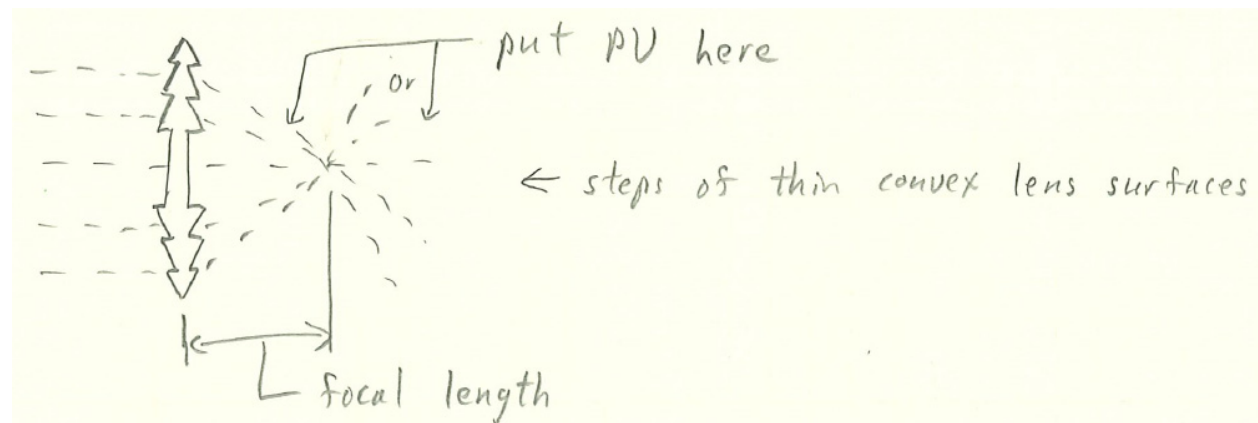 put PV here
or
← steps of thin convex lens surfaces
focal length